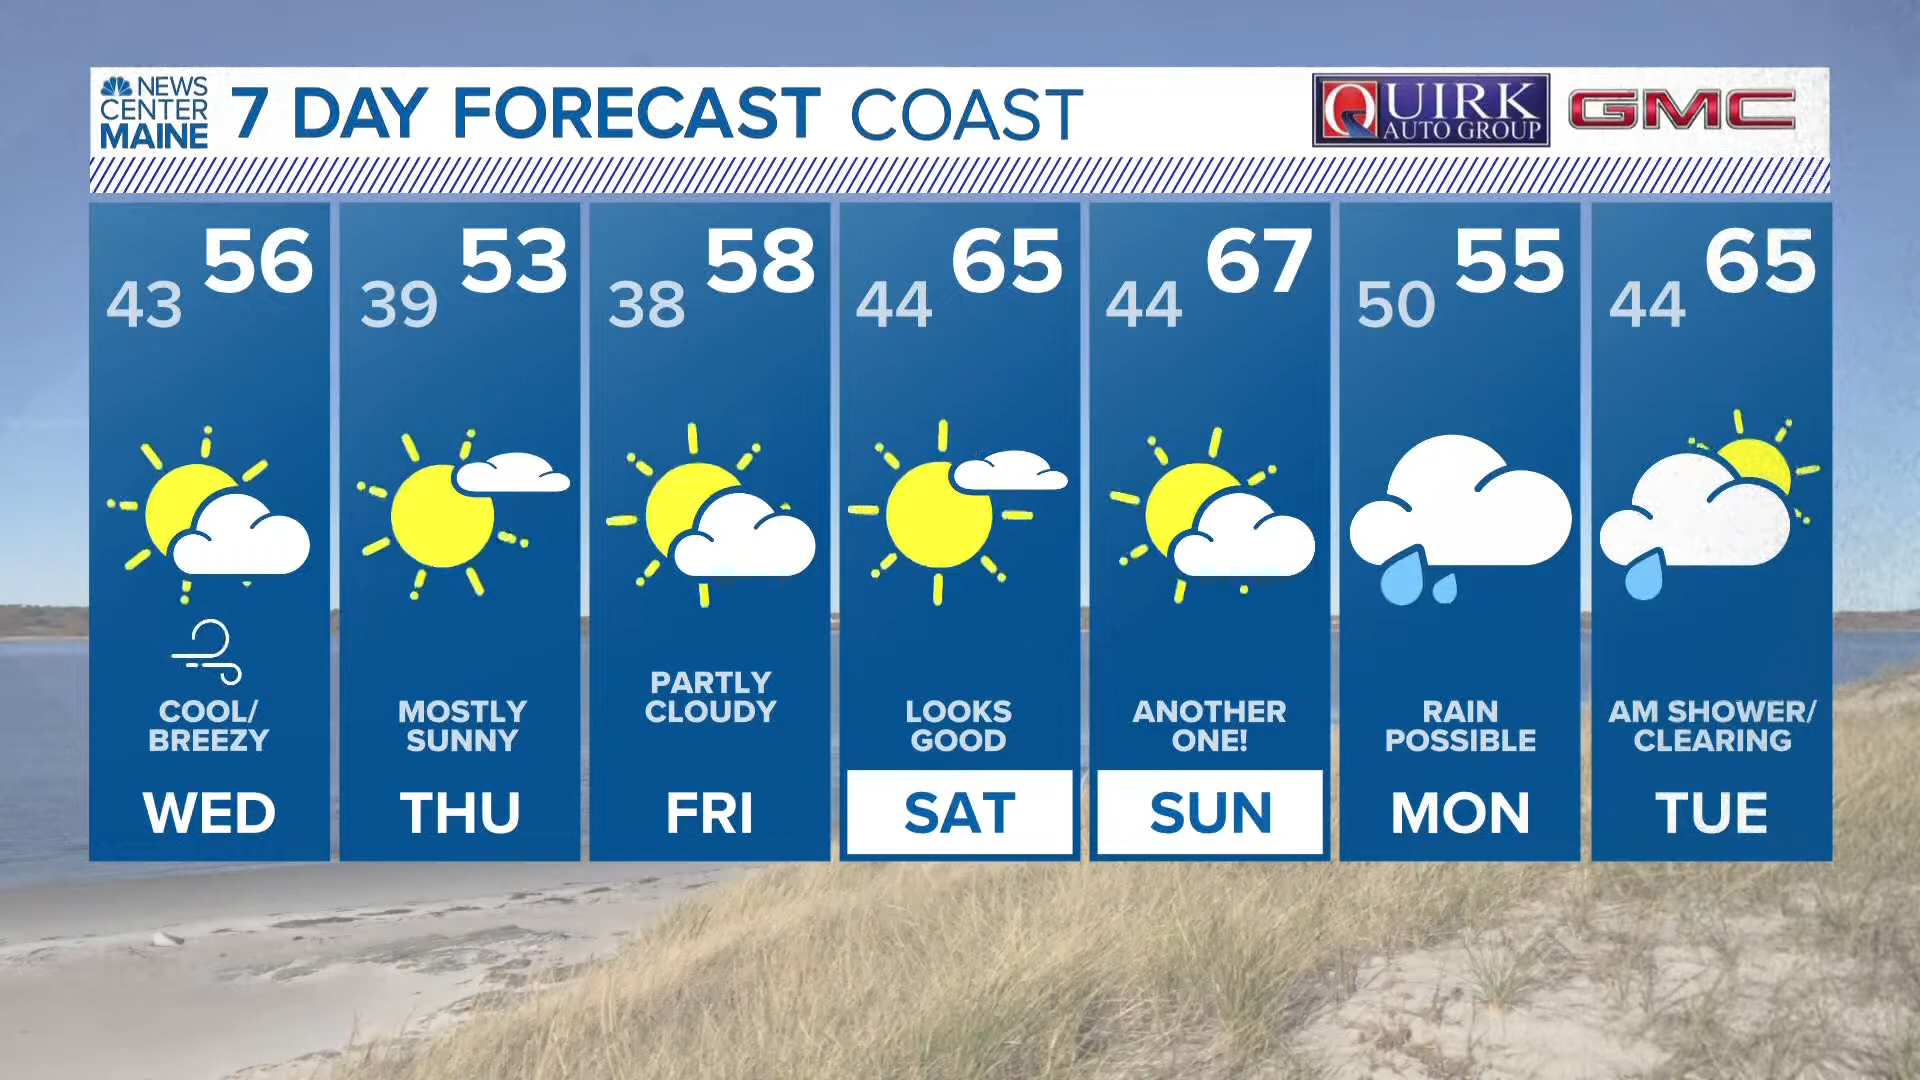 NEWS
CENTER
MAINE
7 DAY FORECAST COAST
QUIRK
AUTO GROUP
GMC
43 56
COOL/
BREEZY
WED
39 53
MOSTLY
SUNNY
THU
38 58
PARTLY
CLOUDY
FRI
44 65
LOOKS
GOOD
SAT
44 67
ANOTHER
ONE!
SUN
50 55
RAIN
POSSIBLE
MON
44 65
AM SHOWER/
CLEARING
TUE